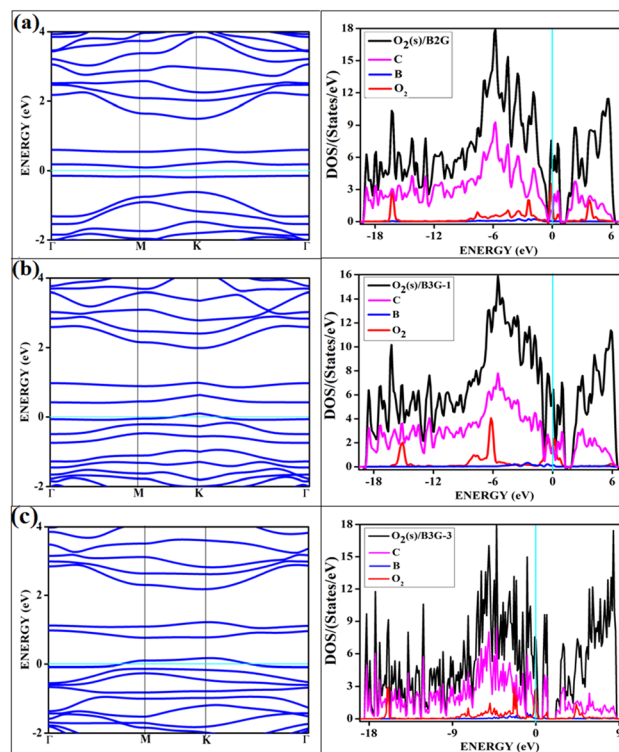 (a)
4
2
0
-2
ENERGY (eV)
Γ M K Γ
18
15
12
9
6
3
0
DOS/(States/eV)
O₂(s)/B2G
C
B
O₂
-18 -12 -6 0 6
ENERGY (eV)
(b)
4
2
0
-2
ENERGY (eV)
Γ M K Γ
16
14
12
10
8
6
4
2
0
DOS/(States/eV)
O₂(s)/B3G-1
C
B
O₂
-18 -12 -6 0 6
ENERGY (eV)
(c)
4
2
0
-2
ENERGY (eV)
Γ M K Γ
18
15
12
9
6
3
0
DOS/(States/eV)
O₂(s)/B3G-3
C
B
O₂
-9 0 9
ENERGY (eV)